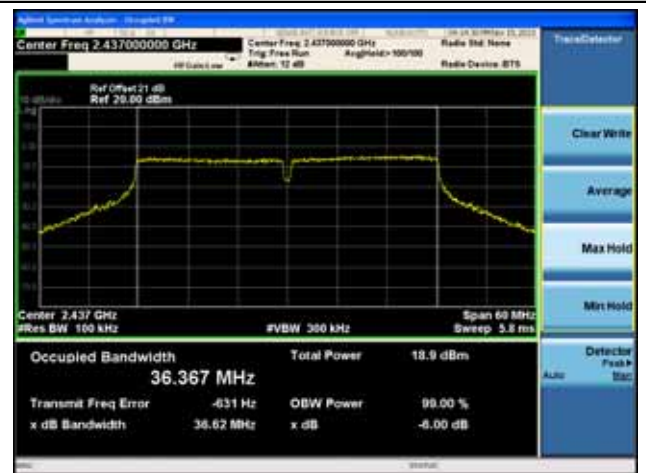 Agilent Spectrum Analyzer - Occupied BW
Center Freq 2.437000000 GHz
Center Freq: 2.437000000 GHz
Trig: Free Run
Avg|Hold:> 100/100
#Atten: 12 dB
#IFGain:Low
Radio Std: None
Radio Device: BTS
Trace/Detector
Ref Offset 21 dB
10 dB/div
Ref 20.00 dBm
Clear Write
Average
Max Hold
Min Hold
Center 2.437 GHz
Span 60 MHz
#Res BW 100 kHz
#VBW 300 kHz
Sweep 5.8 ms
Occupied Bandwidth
Total Power
18.9 dBm
36.367 MHz
Transmit Freq Error
-631 Hz
OBW Power
99.00 %
x dB Bandwidth
36.62 MHz
x dB
-6.00 dB
Detector
Peak
Auto
Man